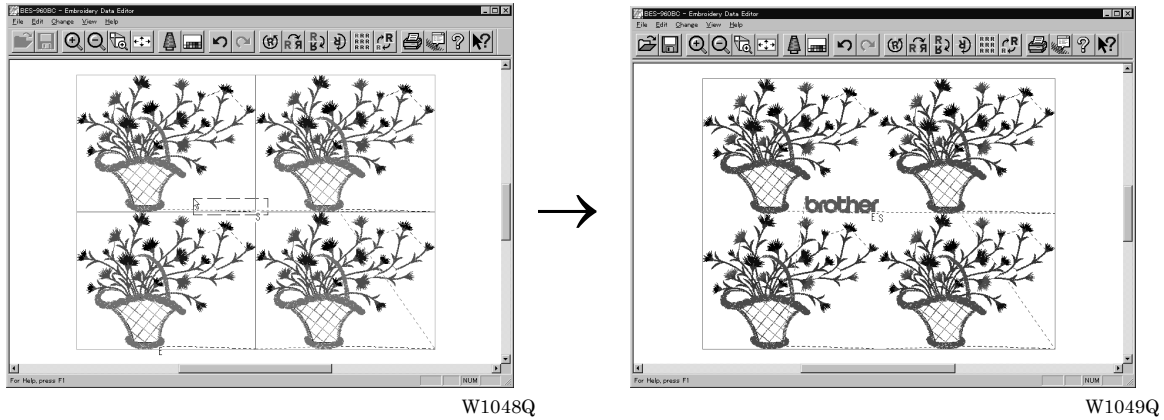 BES-960BC - Embroidery Data Editor
File Edit Change View Help
S
E
For Help, press F1
NUM
W1048Q
BES-960BC - Embroidery Data Editor
File Edit Change View Help
brother
E S
For Help, press F1
NUM
W1049Q